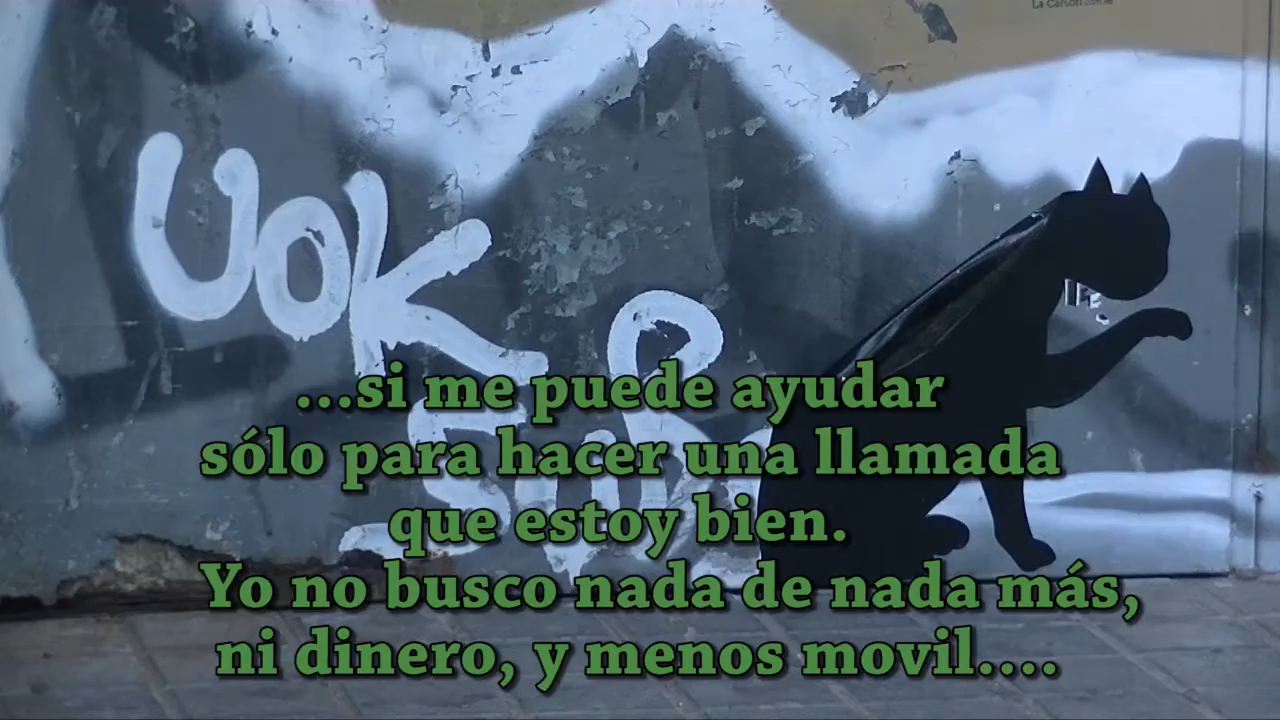 UOK
...si me puede ayudar
sólo para hacer una llamada
que estoy bien.
Yo no busco nada de nada más,
ni dinero, y menos movil....